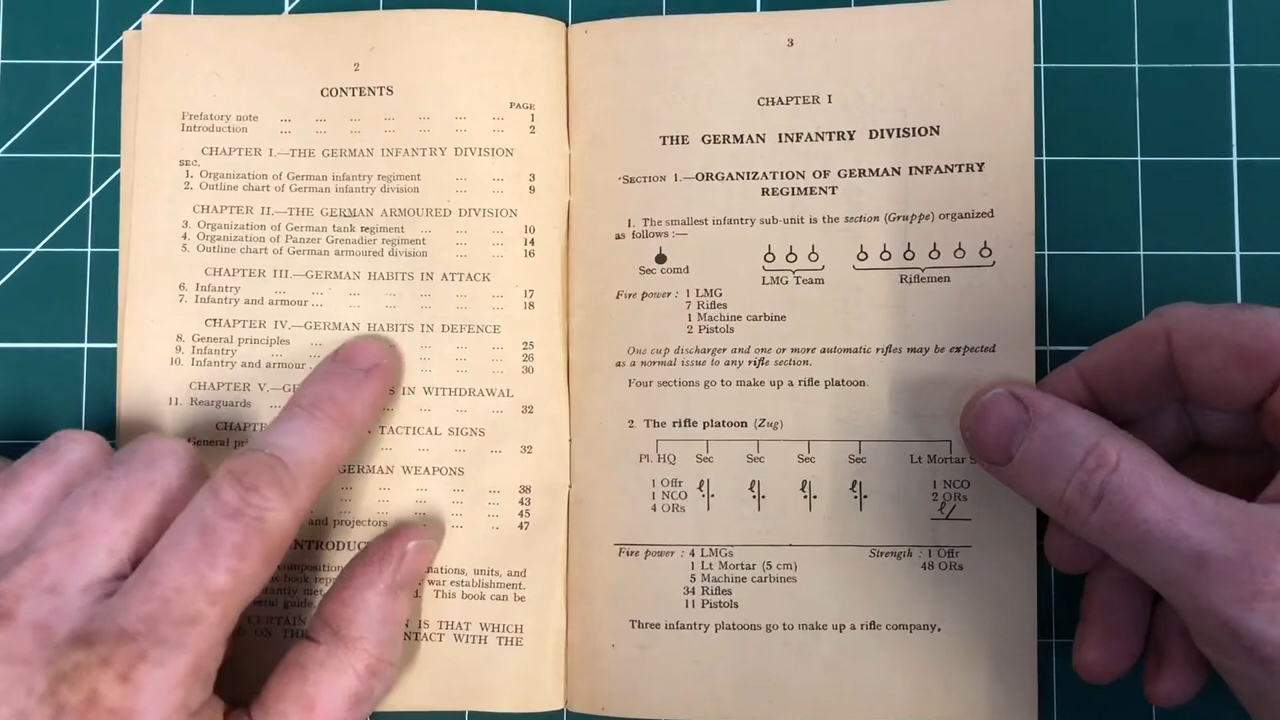 2
CONTENTS
PAGE
Prefatory note ... ... ... ... ... ... ... 1
Introduction ... ... ... ... ... ... ... 2
CHAPTER I.—THE GERMAN INFANTRY DIVISION
SEC.
1. Organization of German infantry regiment ... ... 3
2. Outline chart of German infantry division ... ... 9
CHAPTER II.—THE GERMAN ARMOURED DIVISION
3. Organization of German tank regiment ... ... ... 10
4. Organization of Panzer Grenadier regiment ... ... 14
5. Outline chart of German armoured division ... ... 16
CHAPTER III.—GERMAN HABITS IN ATTACK
6. Infantry ... ... ... ... ... ... ... 17
7. Infantry and armour ... ... ... ... ... ... 18
CHAPTER IV.—GERMAN HABITS IN DEFENCE
8. General principles ... ... ... ... 25
9. Infantry ... ... ... ... ... 26
10. Infantry and armour ... ... ... 30
CHAPTER V.— IN WITHDRAWAL
11. Rearguards ... ... ... ... 32
TACTICAL SIGNS
General ... ... ... 32
GERMAN WEAPONS
... ... ... ... 38
... ... ... ... 43
... ... ... ... 45
and projectors ... ... 47
units, and
war establishment.
This book can be
guide.
CERTAIN IS THAT WHICH
ON THE WITH THE
3
CHAPTER I
THE GERMAN INFANTRY DIVISION
SECTION 1.—ORGANIZATION OF GERMAN INFANTRY
REGIMENT
1. The smallest infantry sub-unit is the section (Gruppe) organized
as follows :—
Sec comd
LMG Team
Riflemen
Fire power : 1 LMG
7 Rifles
1 Machine carbine
2 Pistols
One cup discharger and one or more automatic rifles may be expected
as a normal issue to any rifle section.
Four sections go to make up a rifle platoon.
2. The rifle platoon (Zug)
Pl. HQ Sec Sec Sec Sec Lt Mortar
1 Offr 1 NCO
1 NCO 2 ORs
4 ORs
Fire power : 4 LMGs Strength : 1 Offr
1 Lt Mortar (5 cm) 48 ORs
5 Machine carbines
34 Rifles
11 Pistols
Three infantry platoons go to make up a rifle company.